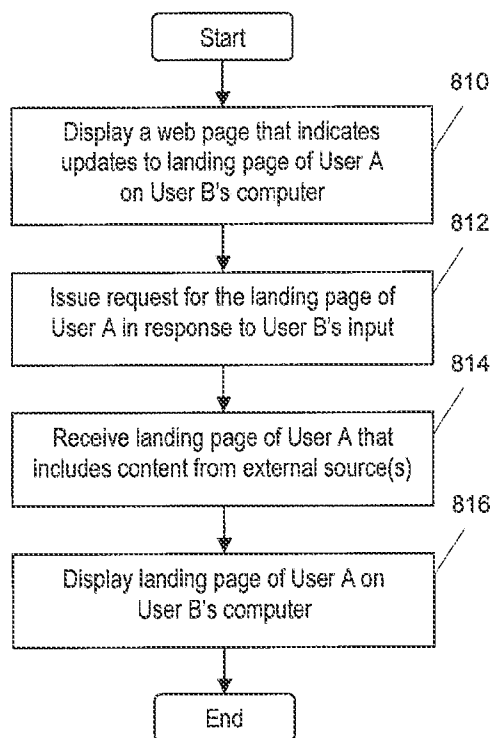 Start
810
Display a web page that indicates
updates to landing page of User A
on User B's computer
812
Issue request for the landing page of
User A in response to User B's input
814
Receive landing page of User A that
includes content from external source(s)
816
Display landing page of User A on
User B's computer
End